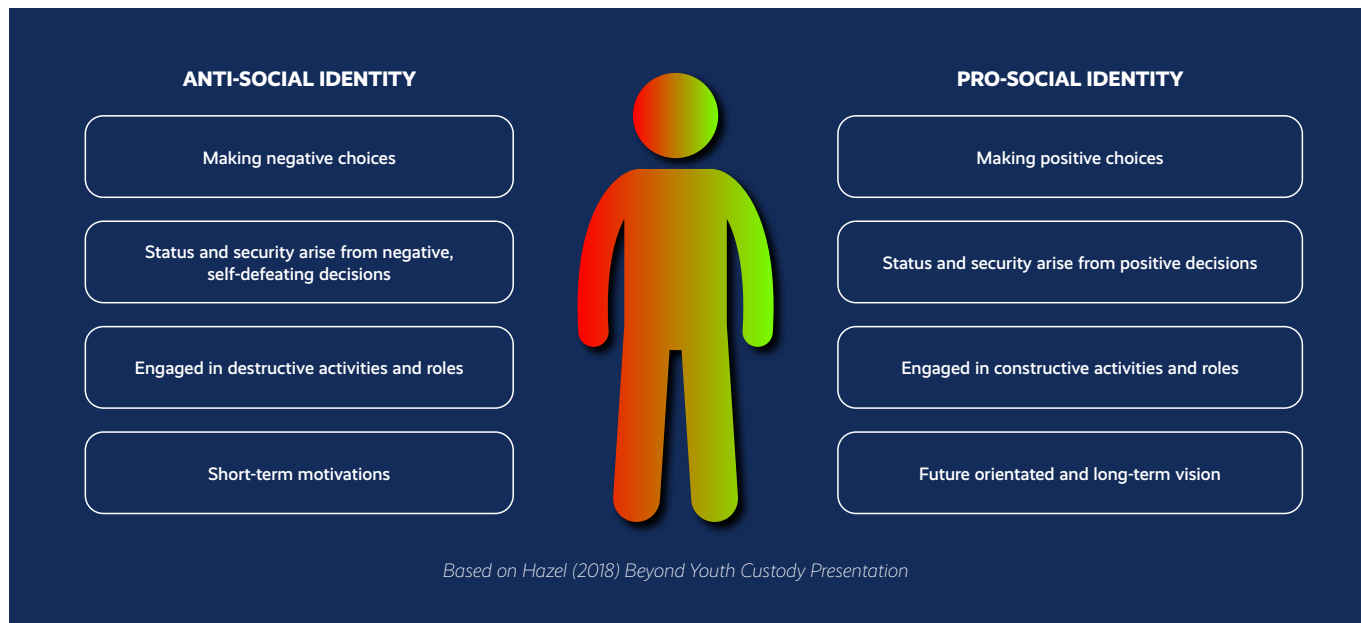 ANTI-SOCIAL IDENTITY
Making negative choices
Status and security arise from negative,
self-defeating decisions
Engaged in destructive activities and roles
Short-term motivations
PRO-SOCIAL IDENTITY
Making positive choices
Status and security arise from positive decisions
Engaged in constructive activities and roles
Future orientated and long-term vision
Based on Hazel (2018) Beyond Youth Custody Presentation